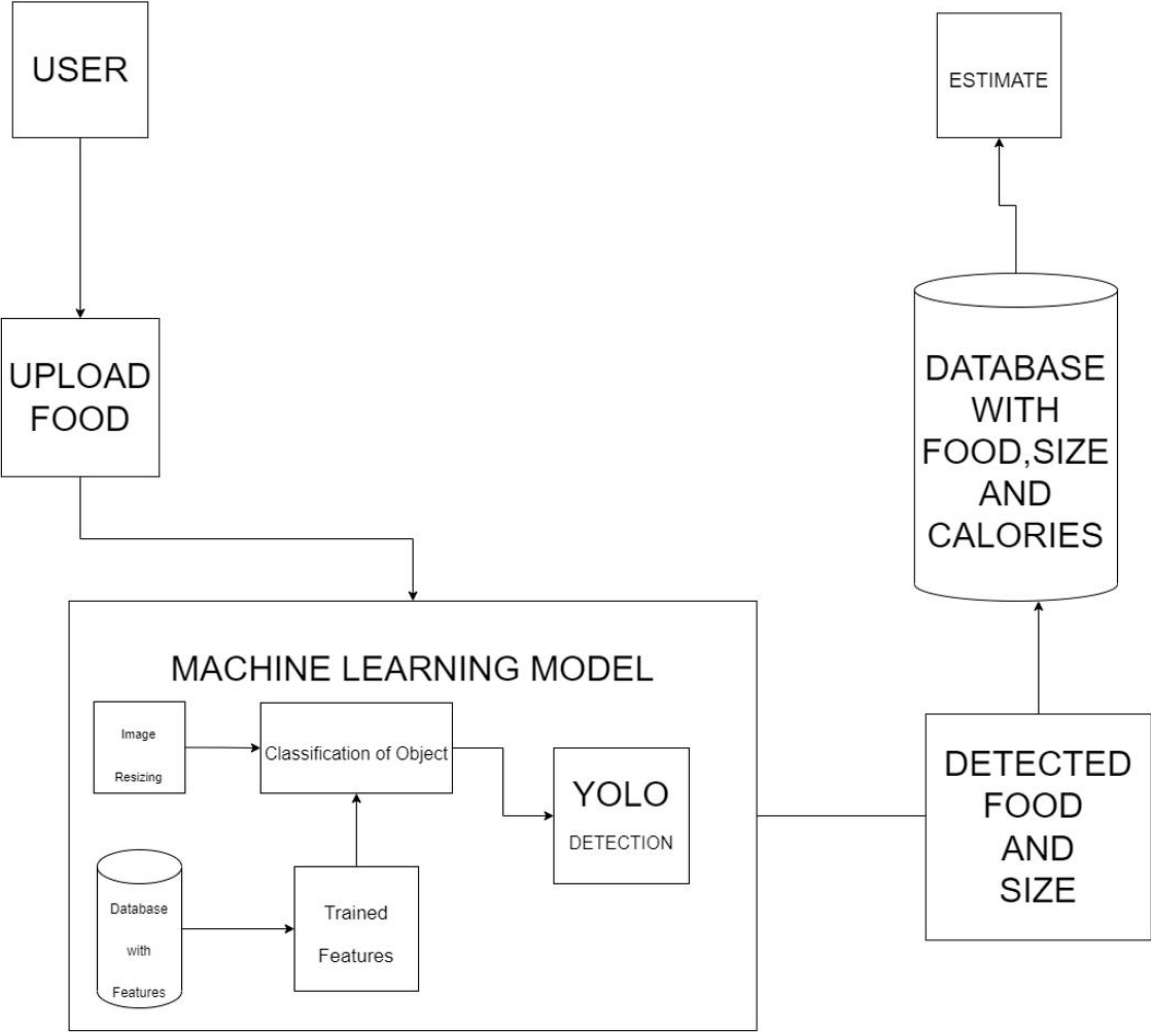 USER
ESTIMATE
UPLOAD
FOOD
DATABASE
WITH
FOOD,SIZE
AND
CALORIES
MACHINE LEARNING MODEL
Image
Resizing
Classification of Object
YOLO
DETECTION
Database
with
Features
Trained
Features
DETECTED
FOOD
AND
SIZE